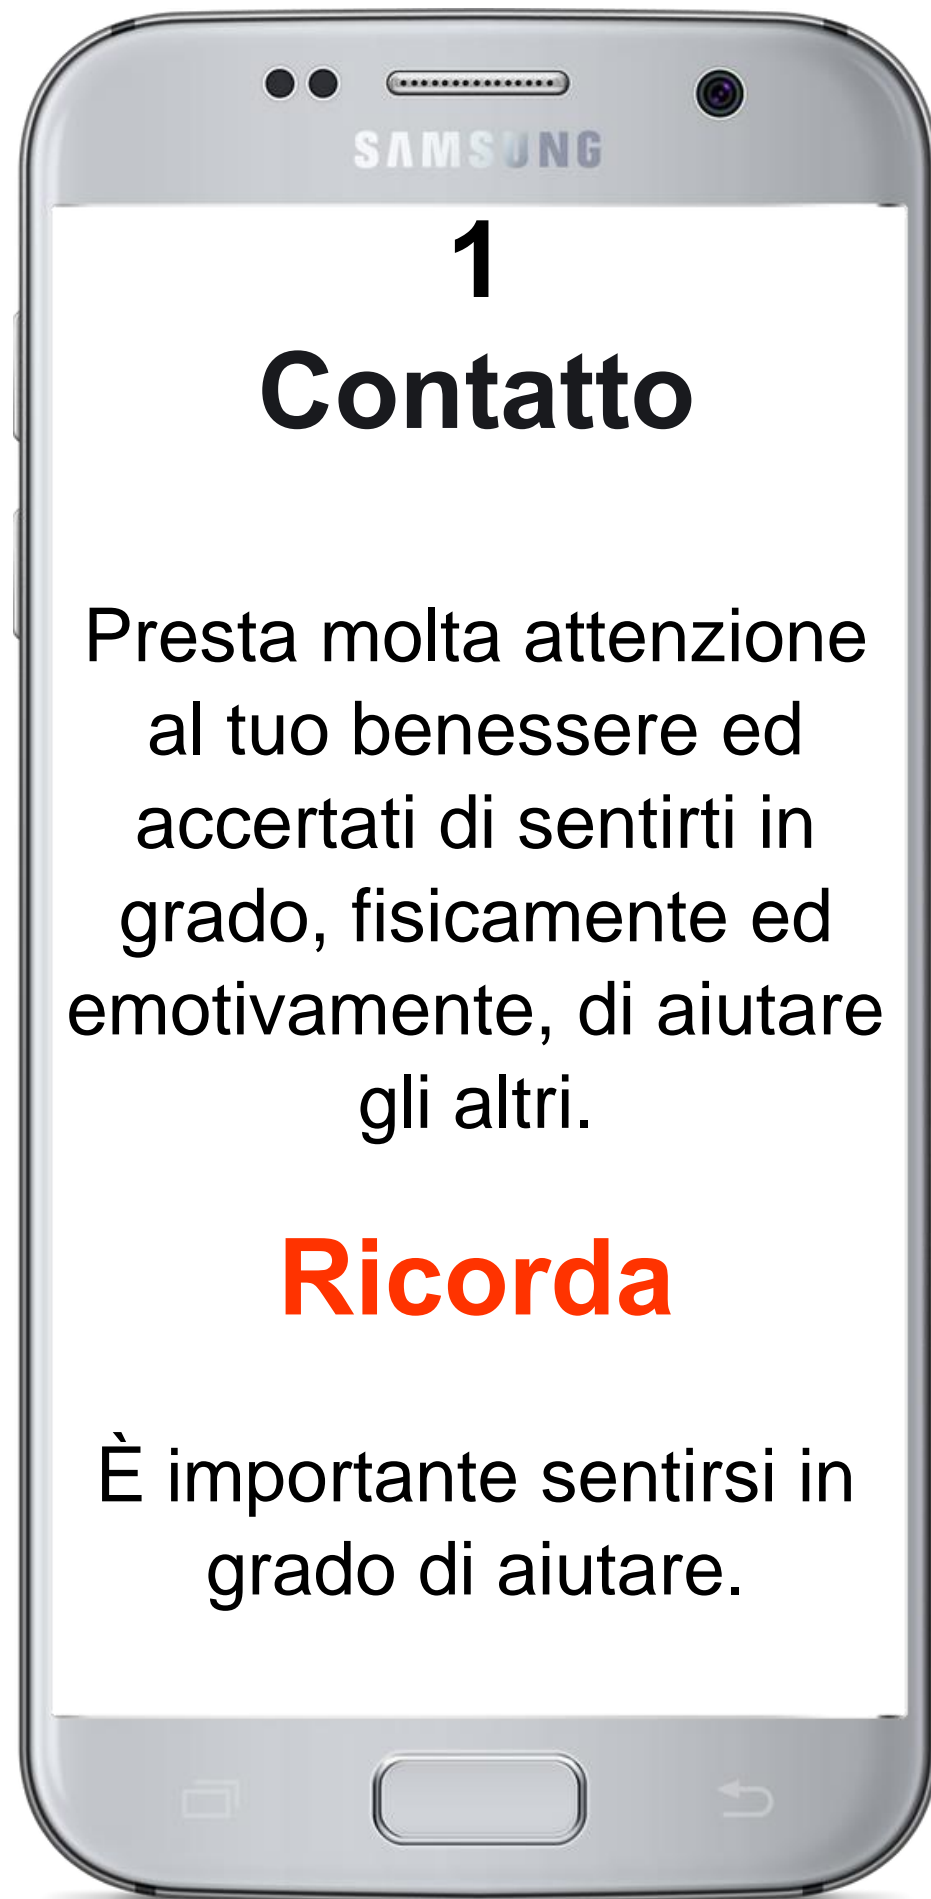 SAMSUNG
1
Contatto
Presta molta attenzione
al tuo benessere ed
accertati di sentirti in
grado, fisicamente ed
emotivamente, di aiutare
gli altri.
Ricorda
È importante sentirsi in
grado di aiutare.